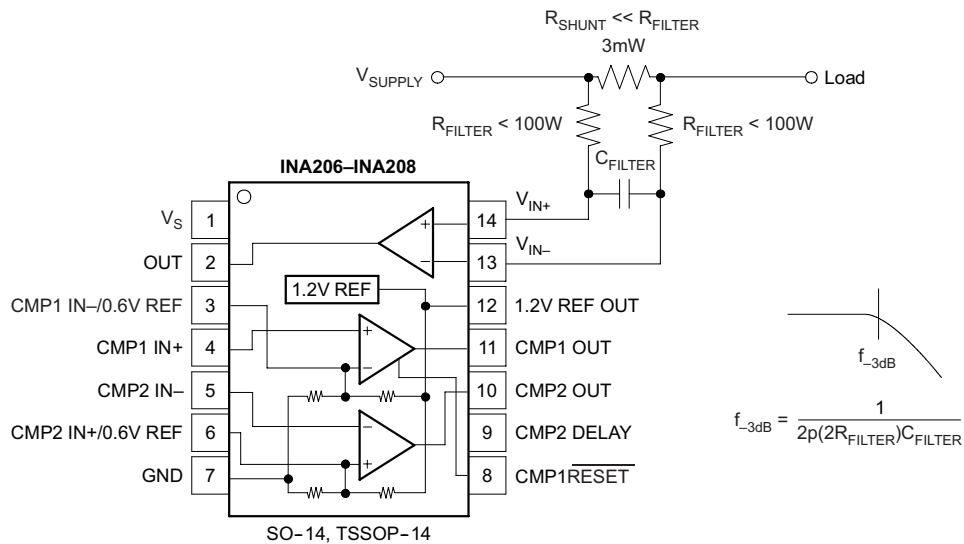 R_SHUNT << R_FILTER
3mW
V_SUPPLY
Load
R_FILTER < 100W
R_FILTER < 100W
C_FILTER
INA206–INA208
V_S
1
OUT
2
CMP1 IN–/0.6V REF
3
CMP1 IN+
4
CMP2 IN–
5
CMP2 IN+/0.6V REF
6
GND
7
+
–
1.2V REF
+
–
–
+
14
V_IN+
13
V_IN–
12
1.2V REF OUT
11
CMP1 OUT
10
CMP2 OUT
9
CMP2 DELAY
8
CMP1 RESET
SO-14, TSSOP-14
f_–3dB
f_–3dB = 1
2p(2R_FILTER)C_FILTER